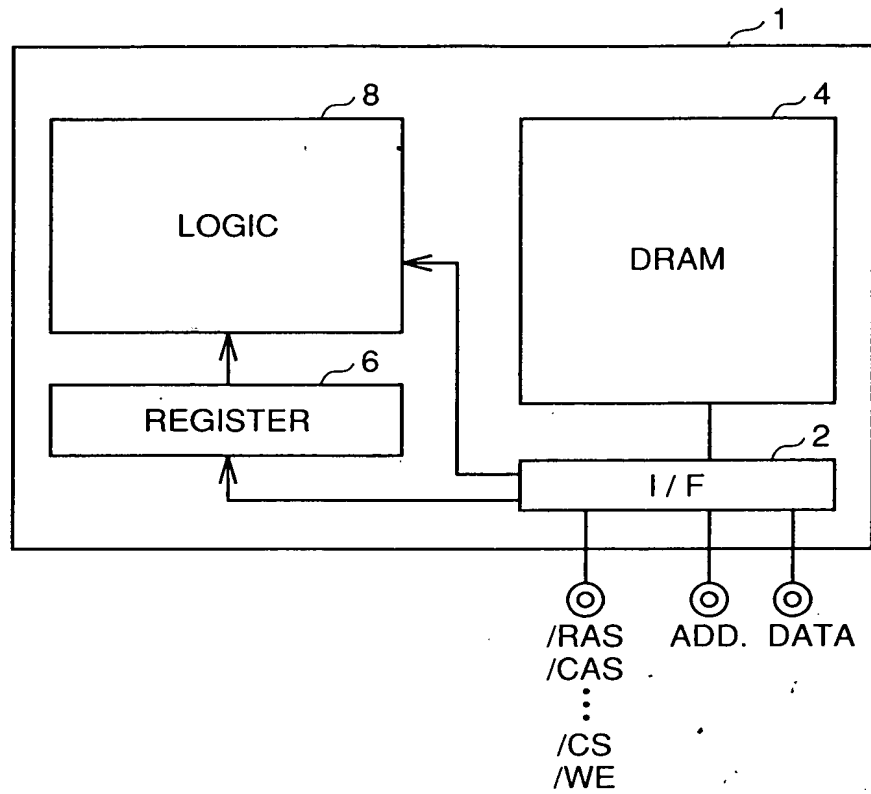 1
8
4
LOGIC
DRAM
6
REGISTER
2
I / F
/RAS
ADD.
DATA
/CAS
/CS
/WE